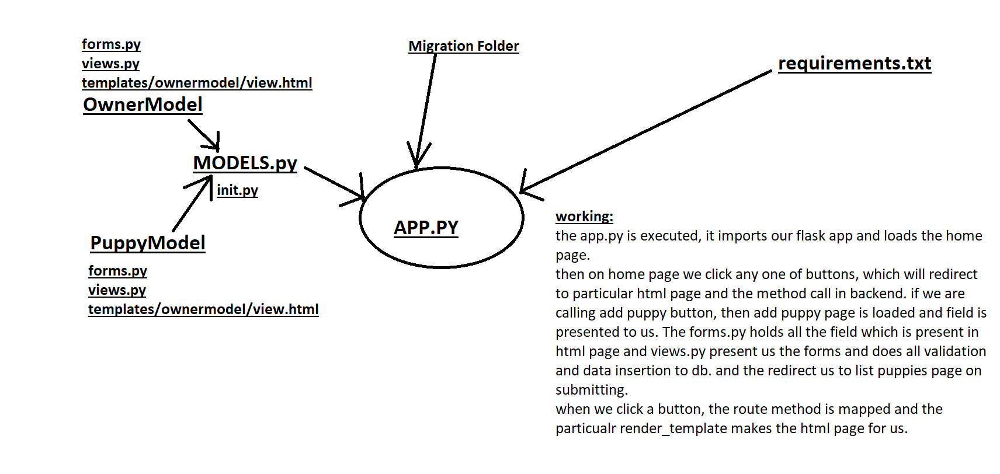 forms.py
views.py
templates/ownermodel/view.html
OwnerModel
Migration Folder
requirements.txt
MODELS.py
init.py
APP.PY
PuppyModel
forms.py
views.py
templates/ownermodel/view.html
working:
the app.py is executed, it imports our flask app and loads the home
page.
then on home page we click any one of buttons, which will redirect
to particular html page and the method call in backend. if we are
calling add puppy button, then add puppy page is loaded and field is
presented to us. The forms.py holds all the field which is present in
html page and views.py present us the forms and does all validation
and data insertion to db. and the redirect us to list puppies page on
submitting.
when we click a button, the route method is mapped and the
particualr render_template makes the html page for us.